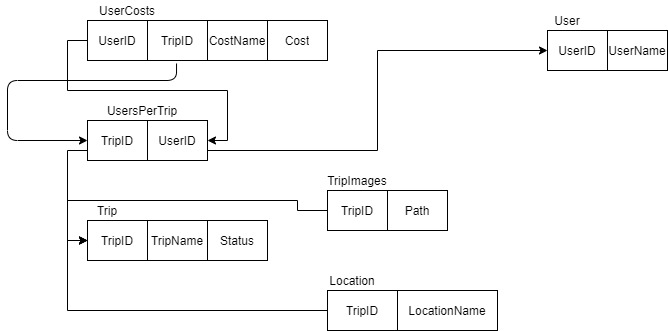 UserCosts
UserID TripID CostName Cost
User
UserID UserName
UsersPerTrip
TripID UserID
TripImages
TripID Path
Trip
TripID TripName Status
Location
TripID LocationName